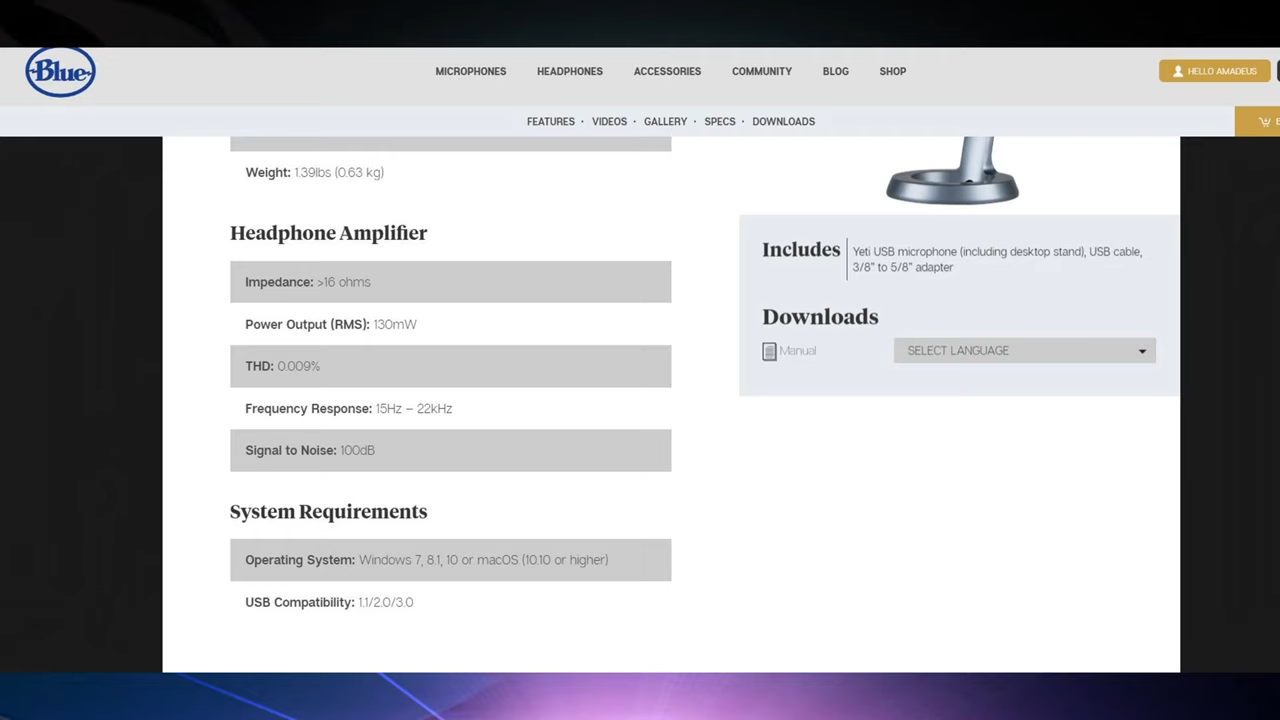 Blue
MICROPHONES HEADPHONES ACCESSORIES COMMUNITY BLOG SHOP
HELLO AMADEUS
FEATURES · VIDEOS · GALLERY · SPECS · DOWNLOADS
Weight: 1.39lbs (0.63 kg)
Headphone Amplifier
Impedance: >16 ohms
Power Output (RMS): 130mW
THD: 0.009%
Frequency Response: 15Hz – 22kHz
Signal to Noise: 100dB
System Requirements
Operating System: Windows 7, 8.1, 10 or macOS (10.10 or higher)
USB Compatibility: 1.1/2.0/3.0
Includes
Yeti USB microphone (including desktop stand), USB cable,
3/8” to 5/8” adapter
Downloads
Manual
SELECT LANGUAGE